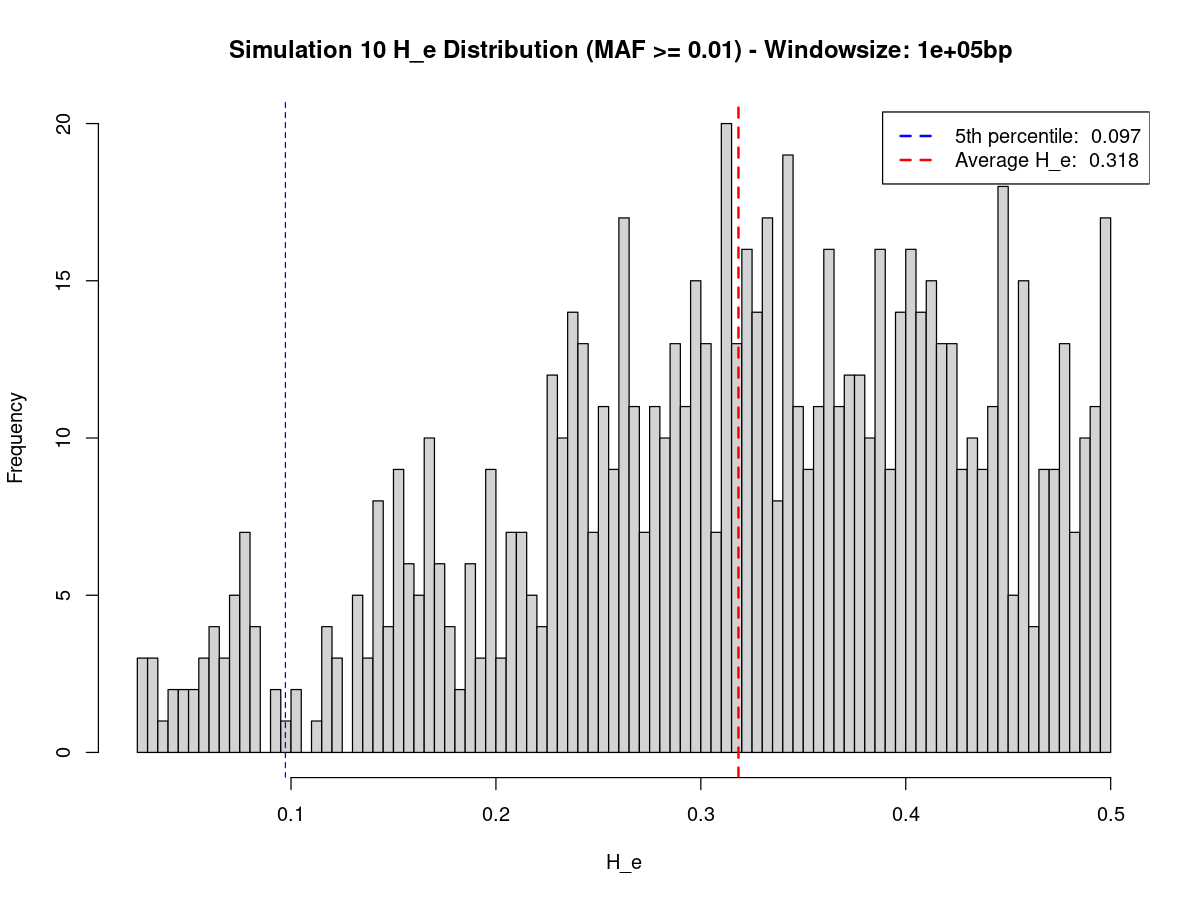 Simulation 10 H_e Distribution (MAF >= 0.01) - Windowsize: 1e+05bp
5th percentile:  0.097
Average H_e:  0.318
Frequency
20
15
10
5
0
0.1
0.2
0.3
0.4
0.5
H_e